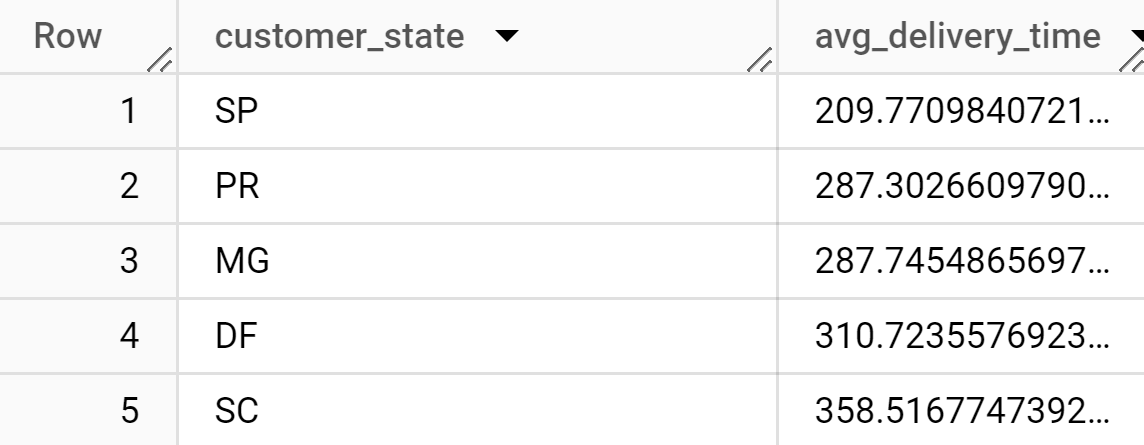 Row customer_state avg_delivery_time
1 SP 209.7709840721...
2 PR 287.3026609790...
3 MG 287.7454865697...
4 DF 310.7235576923...
5 SC 358.5167747392...